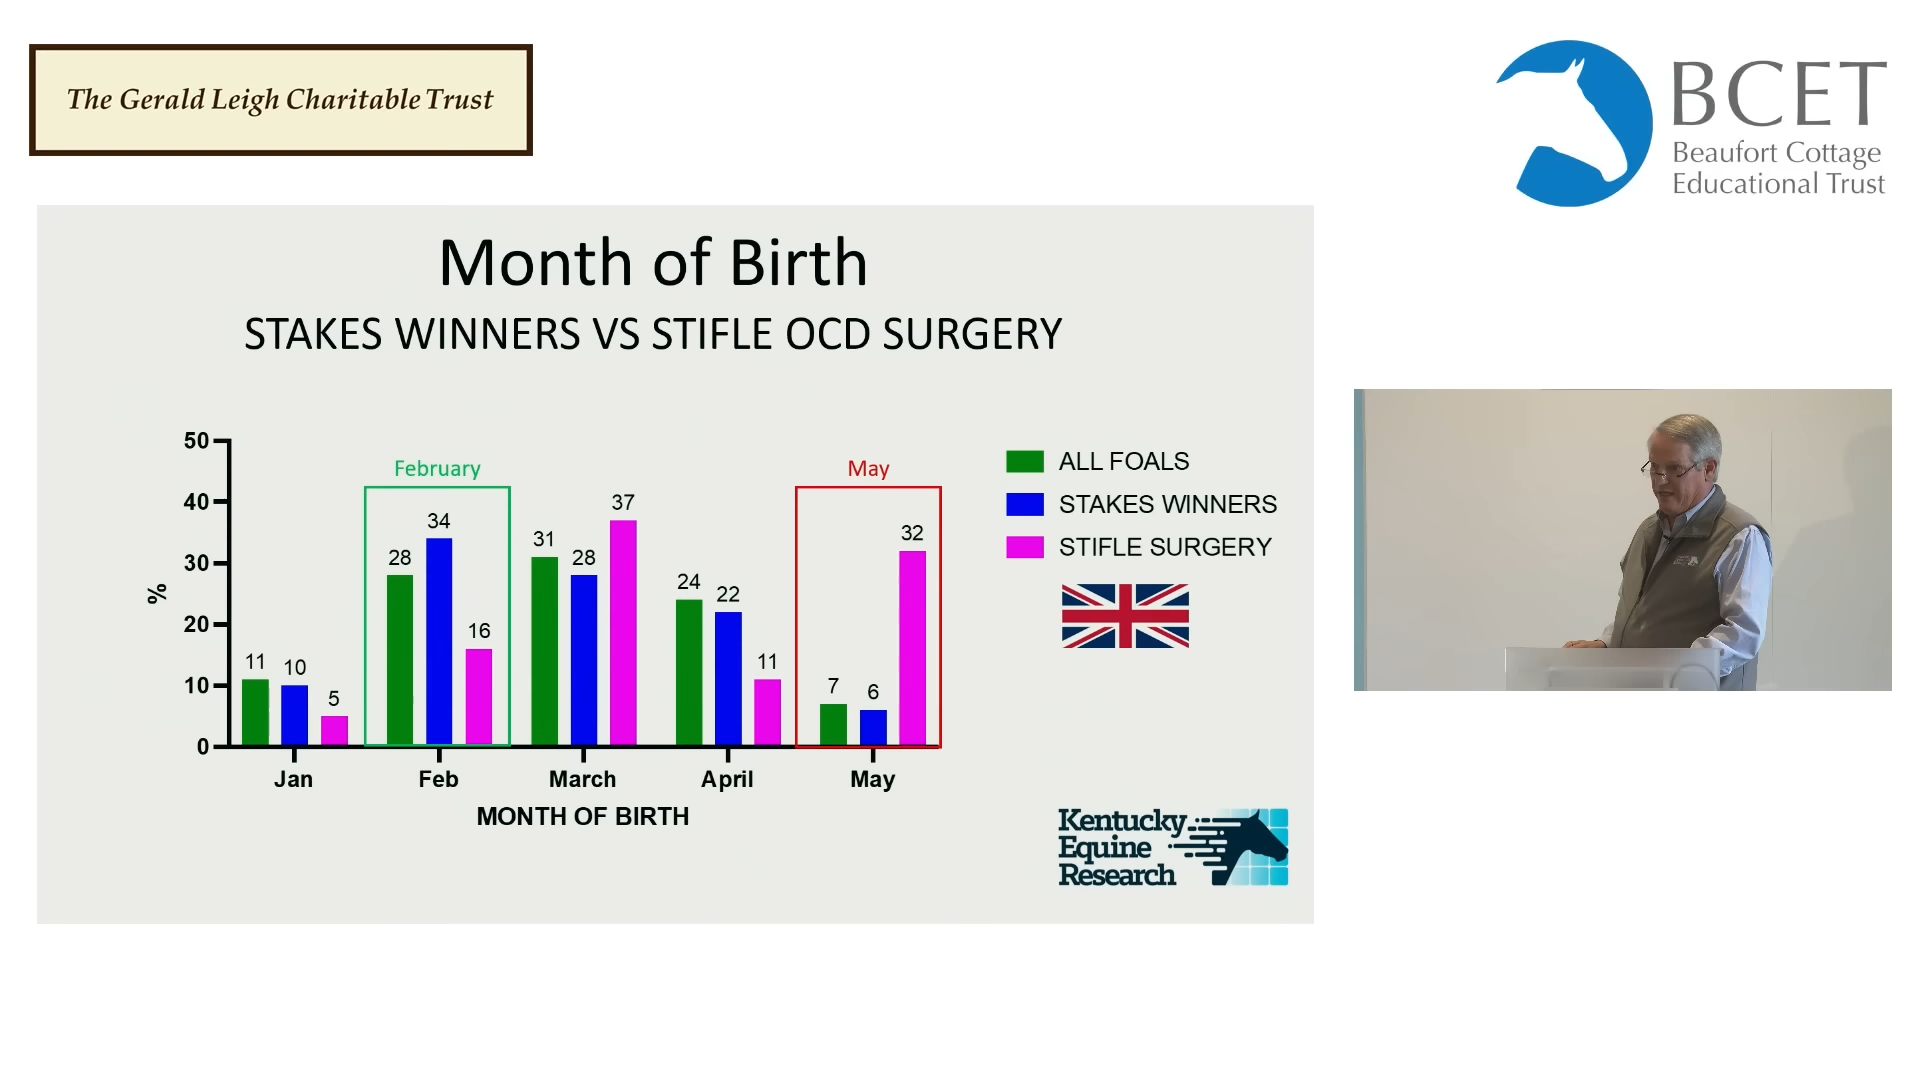 The Gerald Leigh Charitable Trust
BCET
Beaufort Cottage
Educational Trust
Month of Birth
STAKES WINNERS VS STIFLE OCD SURGERY
50
40
30
20
10
0
%
February
May
11
10
5
28
34
16
31
28
37
24
22
11
7
6
32
Jan
Feb
March
April
May
MONTH OF BIRTH
ALL FOALS
STAKES WINNERS
STIFLE SURGERY
Kentucky
Equine
Research